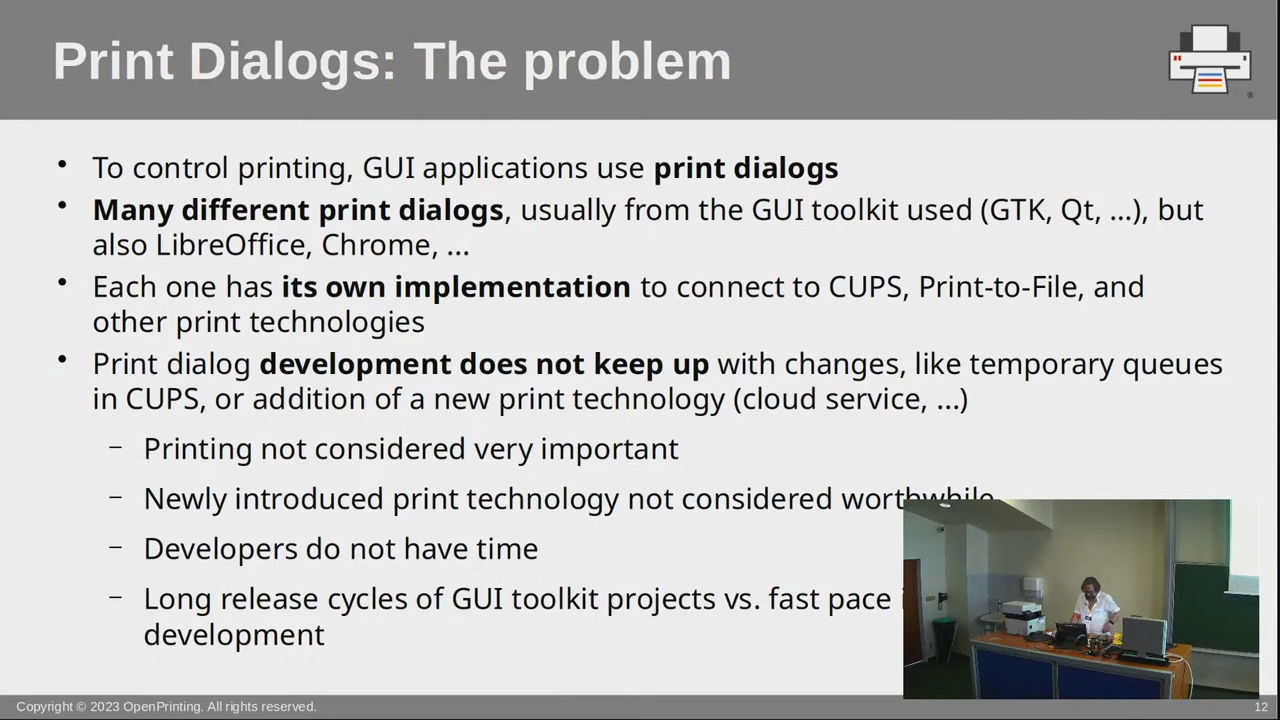 Print Dialogs: The problem
®
• To control printing, GUI applications use print dialogs
• Many different print dialogs, usually from the GUI toolkit used (GTK, Qt, ...), but
also LibreOffice, Chrome, ...
• Each one has its own implementation to connect to CUPS, Print-to-File, and
other print technologies
• Print dialog development does not keep up with changes, like temporary queues
in CUPS, or addition of a new print technology (cloud service, ...)
– Printing not considered very important
– Newly introduced print technology not considered worthwhile
– Developers do not have time
– Long release cycles of GUI toolkit projects vs. fast pace
development
Copyright © 2023 OpenPrinting. All rights reserved.
12